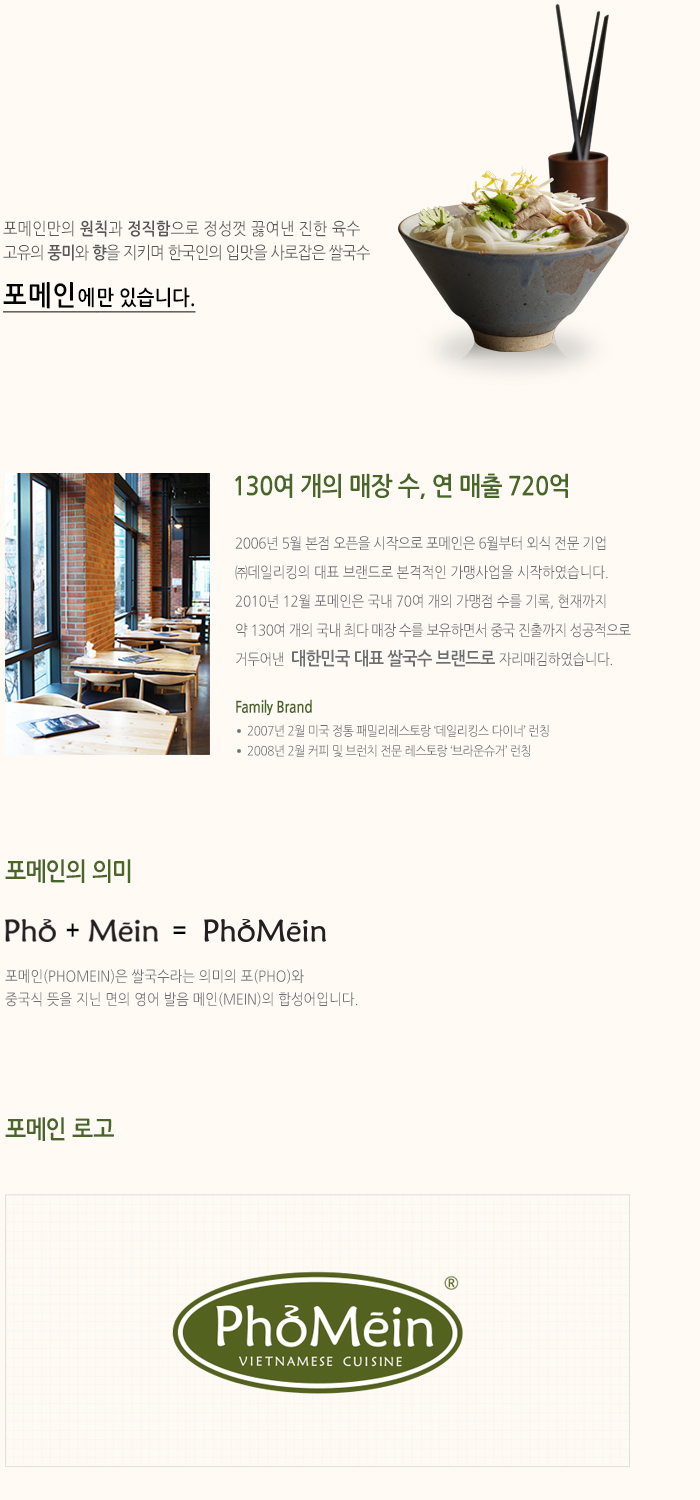 포메인만의 원칙과 정직함으로 정성껏 끓여낸 진한 육수
고유의 풍미와 향을 지키며 한국인의 입맛을 사로잡은 쌀국수
포메인에만 있습니다.
130여 개의 매장 수, 연 매출 720억
2006년 5월 본점 오픈을 시작으로 포메인은 6월부터 외식 전문 기업
㈜데일리킹의 대표 브랜드로 본격적인 가맹사업을 시작하였습니다.
2010년 12월 포메인은 국내 70여 개의 가맹점 수를 기록, 현재까지
약 130여 개의 국내 최다 매장 수를 보유하면서 중국 진출까지 성공적으로
거두어낸 대한민국 대표 쌀국수 브랜드로 자리매김하였습니다.
Family Brand
• 2007년 2월 미국 정통 패밀리레스토랑 '데일리킹스 다이너' 런칭
• 2008년 2월 커피 및 브런치 전문 레스토랑 '브라운슈거' 런칭
포메인의 의미
Phỏ + Mēin = PhỏMēin
포메인(PHOMEIN)은 쌀국수라는 의미의 포(PHO)와
중국식 뜻을 지닌 면의 영어 발음 메인(MEIN)의 합성어입니다.
포메인 로고
PhỏMēin ®
VIETNAMESE CUISINE